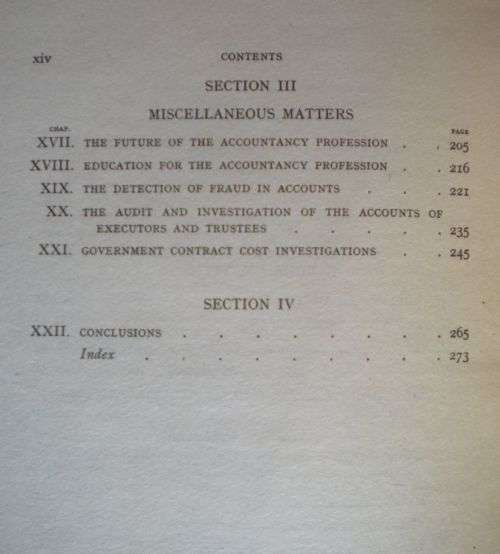 xiv CONTENTS
SECTION III
MISCELLANEOUS MATTERS
CHAP. PAGE
XVII. THE FUTURE OF THE ACCOUNTANCY PROFESSION . . 205
XVIII. EDUCATION FOR THE ACCOUNTANCY PROFESSION . . 216
XIX. THE DETECTION OF FRAUD IN ACCOUNTS . . . 221
XX. THE AUDIT AND INVESTIGATION OF THE ACCOUNTS OF
EXECUTORS AND TRUSTEES . . . . . 235
XXI. GOVERNMENT CONTRACT COST INVESTIGATIONS . . 245
SECTION IV
XXII. CONCLUSIONS . . . . . . . . 265
Index . . . . . . . . . 273